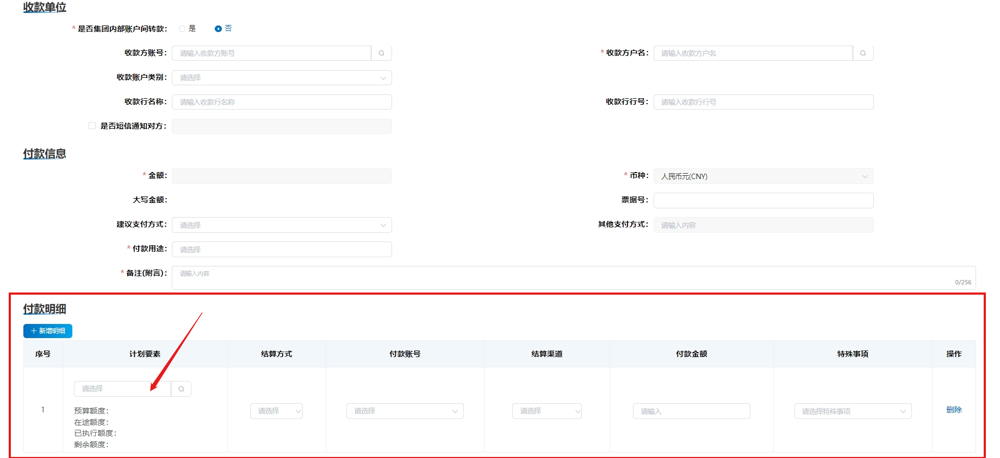 收款单位
* 是否集团内部账户间转款： 是 否
收款方账号： 请输入收款方账号 * 收款方户名： 请输入收款方户名
收款账户类别： 请选择
收款行名称： 请输入收款行名称 收款行行号： 请输入收款行行号
是否短信通知对方：
付款信息
* 金额： * 币种： 人民币元(CNY)
大写金额： 票据号：
建议支付方式： 请选择 其他支付方式： 请输入内容
* 付款用途： 请选择
* 备注(附言)： 请输入内容
0/256
付款明细
+ 新增明细
序号 计划要素 结算方式 付款账号 结算渠道 付款金额 特殊事项 操作
请选择
1 请选择 请选择 请选择 请输入 请选择特殊事项 删除
预算额度：
在途额度：
已执行额度：
剩余额度：